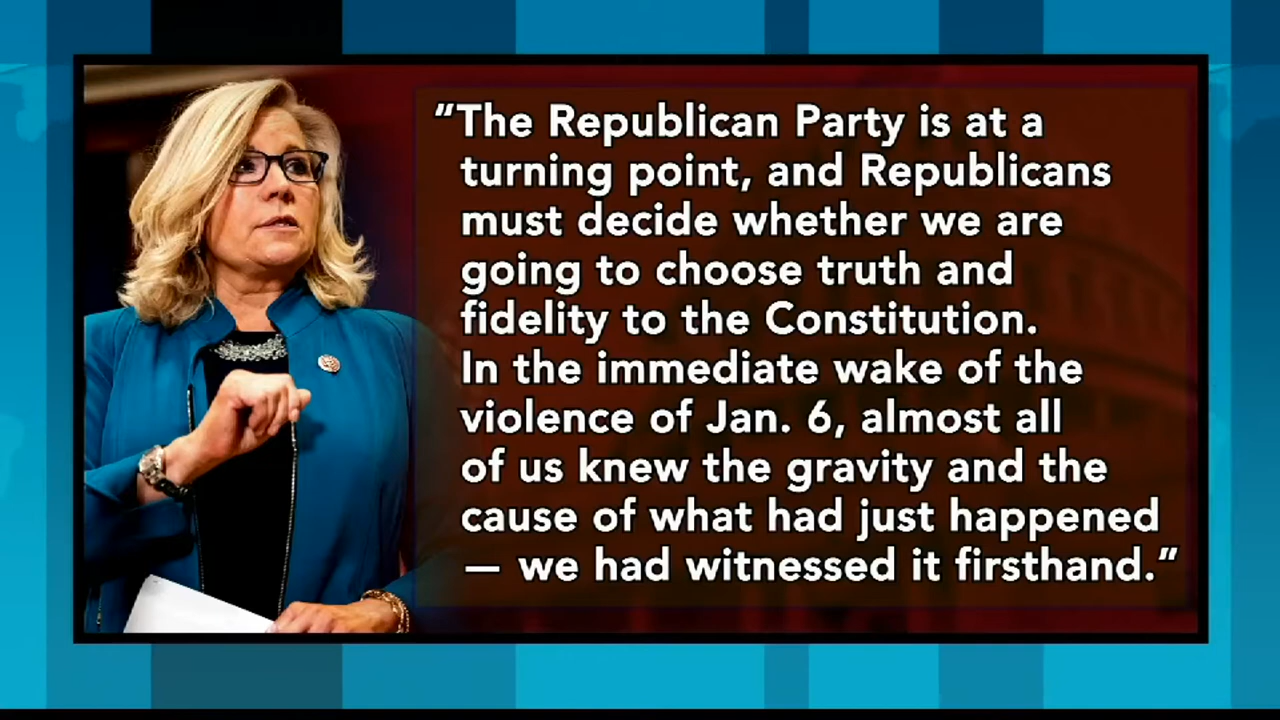 “The Republican Party is at a
turning point, and Republicans
must decide whether we are
going to choose truth and
fidelity to the Constitution.
In the immediate wake of the
violence of Jan. 6, almost all
of us knew the gravity and the
cause of what had just happened
— we had witnessed it firsthand.”